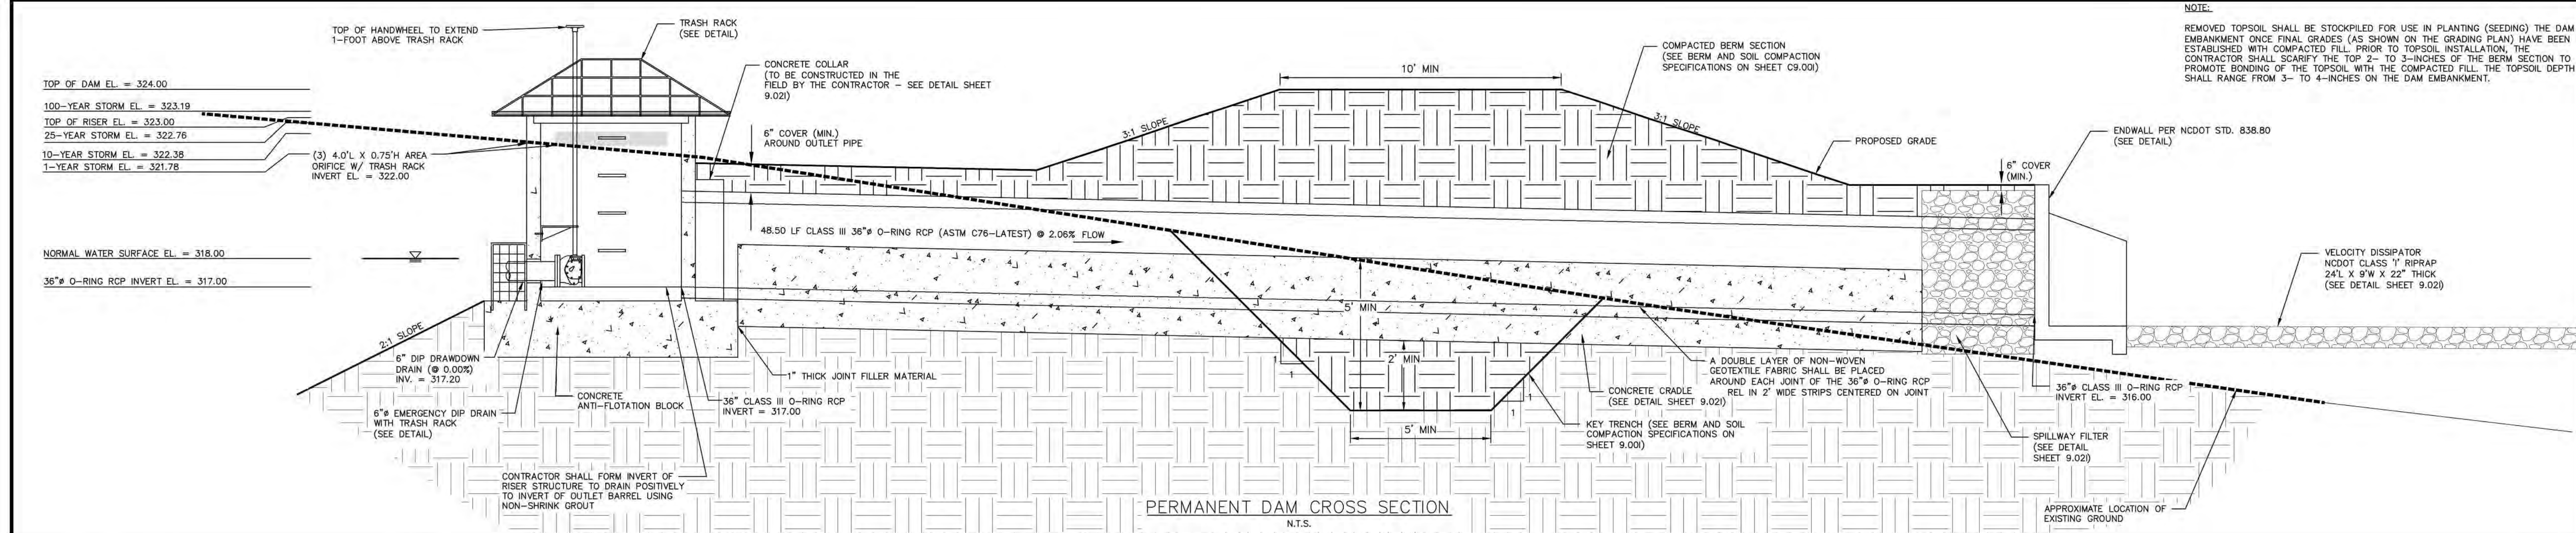 NOTE:
REMOVED TOPSOIL SHALL BE STOCKPILED FOR USE IN PLANTING (SEEDING) THE DAM
EMBANKMENT ONCE FINAL GRADES (AS SHOWN ON THE GRADING PLAN) HAVE BEEN
ESTABLISHED WITH COMPACTED FILL. PRIOR TO TOPSOIL INSTALLATION, THE
CONTRACTOR SHALL SCARIFY THE TOP 2- TO 3-INCHES OF THE BERM SECTION TO
PROMOTE BONDING OF THE TOPSOIL WITH THE COMPACTED FILL. THE TOPSOIL DEPTH
SHALL RANGE FROM 3- TO 4-INCHES ON THE DAM EMBANKMENT.
TOP OF HANDWHEEL TO EXTEND
1-FOOT ABOVE TRASH RACK
TRASH RACK
(SEE DETAIL)
CONCRETE COLLAR
(TO BE CONSTRUCTED IN THE
FIELD BY THE CONTRACTOR - SEE DETAIL SHEET
9.02I)
COMPACTED BERM SECTION
(SEE BERM AND SOIL COMPACTION
SPECIFICATIONS ON SHEET C9.00I)
10' MIN
TOP OF DAM EL. = 324.00
100-YEAR STORM EL. = 323.19
TOP OF RISER EL. = 323.00
25-YEAR STORM EL. = 322.76
10-YEAR STORM EL. = 322.38
1-YEAR STORM EL. = 321.78
(3) 4.0'L X 0.75'H AREA
ORIFICE W/ TRASH RACK
INVERT EL. = 322.00
6" COVER (MIN.)
AROUND OUTLET PIPE
3:1 SLOPE
3:1 SLOPE
PROPOSED GRADE
ENDWALL PER NCDOT STD. 838.80
(SEE DETAIL)
6" COVER
(MIN.)
48.50 LF CLASS III 36"ø O-RING RCP (ASTM C76-LATEST) @ 2.06% FLOW
NORMAL WATER SURFACE EL. = 318.00
36"ø O-RING RCP INVERT EL. = 317.00
VELOCITY DISSIPATOR
NCDOT CLASS 'I' RIPRAP
24'L X 9'W X 22" THICK
(SEE DETAIL SHEET 9.02I)
2:1 SLOPE
5' MIN
2' MIN
1
1
1
1
5' MIN
6" DIP DRAWDOWN
DRAIN (@ 0.00%)
INV. = 317.20
1" THICK JOINT FILLER MATERIAL
CONCRETE
ANTI-FLOTATION BLOCK
36" CLASS III O-RING RCP
INVERT = 317.00
6"ø EMERGENCY DIP DRAIN
WITH TRASH RACK
(SEE DETAIL)
A DOUBLE LAYER OF NON-WOVEN
GEOTEXTILE FABRIC SHALL BE PLACED
AROUND EACH JOINT OF THE 36"ø O-RING RCP
REL IN 2' WIDE STRIPS CENTERED ON JOINT
CONCRETE CRADLE
(SEE DETAIL SHEET 9.02I)
KEY TRENCH (SEE BERM AND SOIL
COMPACTION SPECIFICATIONS ON
SHEET 9.00I)
36"ø CLASS III O-RING RCP
INVERT EL. = 316.00
SPILLWAY FILTER
(SEE DETAIL
SHEET 9.02I)
CONTRACTOR SHALL FORM INVERT OF
RISER STRUCTURE TO DRAIN POSITIVELY
TO INVERT OF OUTLET BARREL USING
NON-SHRINK GROUT
APPROXIMATE LOCATION OF
EXISTING GROUND
PERMANENT DAM CROSS SECTION
N.T.S.